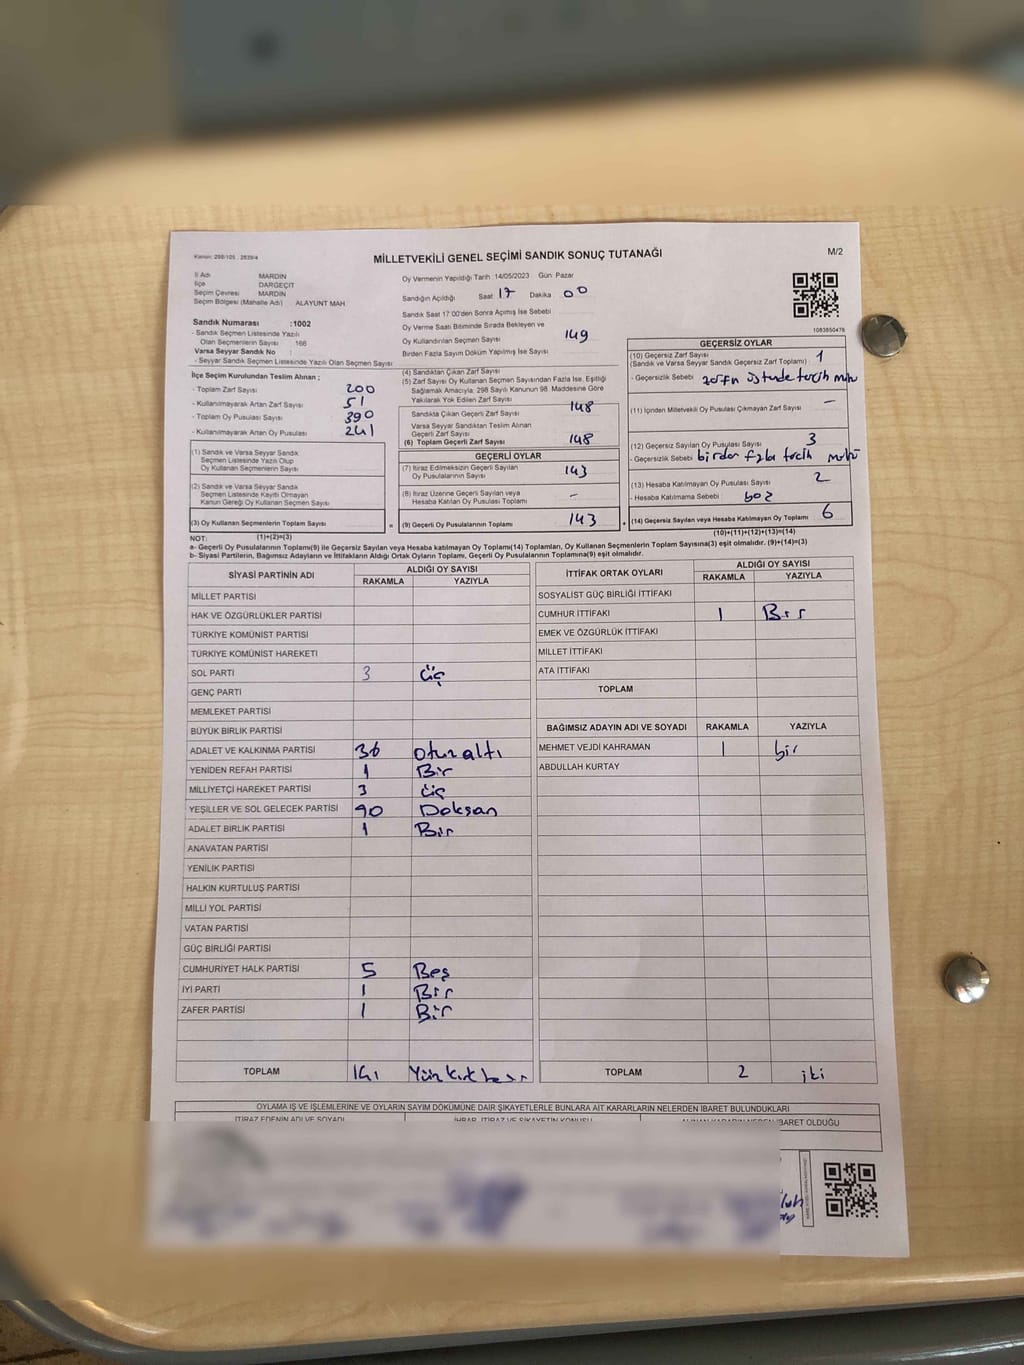 Kanun: 298/105 , 2839/4
MİLLETVEKİLİ GENEL SEÇİMİ SANDIK SONUÇ TUTANAĞI
M/2
İl Adı MARDİN
İlçe DARGEÇİT
Seçim Çevresi MARDİN
Seçim Bölgesi (Mahalle Adı) ALAYUNT MAH.
Sandık Numarası :1002
- Sandık Seçmen Listesinde Yazılı
Olan Seçmenlerin Sayısı 166
Varsa Seyyar Sandık No :
- Seyyar Sandık Seçmen Listesinde Yazılı Olan Seçmen Sayısı
İlçe Seçim Kurulundan Teslim Alınan ;
- Toplam Zarf Sayısı 200
- Kullanılmayarak Artan Zarf Sayısı 51
- Toplam Oy Pusulası Sayısı 390
- Kullanılmayarak Artan Oy Pusulası 241
(1) Sandık ve Varsa Seyyar Sandık
Seçmen Listesinde Yazılı Olup
Oy Kullanan Seçmenlerin Sayısı
(2) Sandık ve Varsa Seyyar Sandık
Seçmen Listesinde Kayıtlı Olmayan
Kanun Gereği Oy Kullanan Seçmen Sayısı
(3) Oy Kullanan Seçmenlerin Toplam Sayısı
Oy Vermenin Yapıldığı Tarih :14/05/2023 Gün Pazar
Sandığın Açıldığı Saat 17 Dakika 00
Sandık Saat 17:00'den Sonra Açılmış İse Sebebi
Oy Verme Saati Bitiminde Sırada Bekleyen ve
Oy Kullandırılan Seçmen Sayısı 149
Birden Fazla Sayım Döküm Yapılmış İse Sayısı
(4) Sandıktan Çıkan Zarf Sayısı
(5) Zarf Sayısı Oy Kullanan Seçmen Sayısından Fazla İse, Eşitliği
Sağlamak Amacıyla; 298 Sayılı Kanunun 98. Maddesine Göre
Yakılarak Yok Edilen Zarf Sayısı
Sandıkta Çıkan Geçerli Zarf Sayısı 148
Varsa Seyyar Sandıktan Teslim Alınan
Geçerli Zarf Sayısı
(6) Toplam Geçerli Zarf Sayısı 148
GEÇERLİ OYLAR
(7) İtiraz Edilmeksizin Geçerli Sayılan
Oy Pusulalarının Sayısı 143
(8) İtiraz Üzerine Geçerli Sayılan veya
Hesaba Katılan Oy Pusulası Toplamı –
= (9) Geçerli Oy Pusulalarının Toplamı 143 +
1083850476
GEÇERSİZ OYLAR
(10) Geçersiz Zarf Sayısı 1
(Sandık ve Varsa Seyyar Sandık Geçersiz Zarf Toplamı)
- Geçersizlik Sebebi
(11) İçinden Milletvekili Oy Pusulası Çıkmayan Zarf Sayısı –
(12) Geçersiz Sayılan Oy Pusulası Sayısı 3
- Geçersizlik Sebebi birden fazla tercih mühü
(13) Hesaba Katılmayan Oy Pusulası Sayısı 2
- Hesaba Katılmama Sebebi : boz
(14) Geçersiz Sayılan veya Hesaba Katılmayan Oy Toplamı 6
(10)+(11)+(12)+(13)=(14)
NOT: (1)+(2)=(3)
a- Geçerli Oy Pusulalarının Toplamı(9) ile Geçersiz Sayılan veya Hesaba katılmayan Oy Toplamı(14) Toplamları, Oy Kullanan Seçmenlerin Toplam Sayısına(3) eşit olmalıdır. (9)+(14)=(3)
b- Siyasi Partilerin, Bağımsız Adayların ve İttifakların Aldığı Ortak Oyların Toplamı, Geçerli Oy Pusulalarının Toplamına(9) eşit olmalıdır.
SİYASİ PARTİNİN ADI ALDIĞI OY SAYISI
RAKAMLA YAZIYLA
MİLLET PARTİSİ
HAK VE ÖZGÜRLÜKLER PARTİSİ
TÜRKİYE KOMÜNİST PARTİSİ
TÜRKİYE KOMÜNİST HAREKETİ
SOL PARTİ 3 üç
GENÇ PARTİ
MEMLEKET PARTİSİ
BÜYÜK BİRLİK PARTİSİ
ADALET VE KALKINMA PARTİSİ 36 otuzaltı
YENİDEN REFAH PARTİSİ 1 Bir
MİLLİYETÇİ HAREKET PARTİSİ 3 üç
YEŞİLLER VE SOL GELECEK PARTİSİ 90 Doksan
ADALET BİRLİK PARTİSİ 1 Bir
ANAVATAN PARTİSİ
YENİLİK PARTİSİ
HALKIN KURTULUŞ PARTİSİ
MİLLİ YOL PARTİSİ
VATAN PARTİSİ
GÜÇ BİRLİĞİ PARTİSİ
CUMHURİYET HALK PARTİSİ 5 Beş
İYİ PARTİ 1 Bir
ZAFER PARTİSİ 1 Bir
TOPLAM 141 Yüzkırkbir
İTTİFAK ORTAK OYLARI ALDIĞI OY SAYISI
RAKAMLA YAZIYLA
SOSYALİST GÜÇ BİRLİĞİ İTTİFAKI
CUMHUR İTTİFAKI 1 Bir
EMEK VE ÖZGÜRLÜK İTTİFAKI
MİLLET İTTİFAKI
ATA İTTİFAKI
TOPLAM
BAĞIMSIZ ADAYIN ADI VE SOYADI RAKAMLA YAZIYLA
MEHMET VEJDİ KAHRAMAN 1 bir
ABDULLAH KURTAY
TOPLAM 2 iki
OYLAMA İŞ VE İŞLEMLERİNE VE OYLARIN SAYIM DÖKÜMÜNE DAİR ŞİKAYETLERLE BUNLARA AİT KARARLARIN NELERDEN İBARET BULUNDUKLARI
İTİRAZ EDENİN ADI VE SOYADI İHBAR, İTİRAZ VE ŞİKAYETİN KONUSU ALINAN KARARIN NEDEN İBARET OLDUĞU